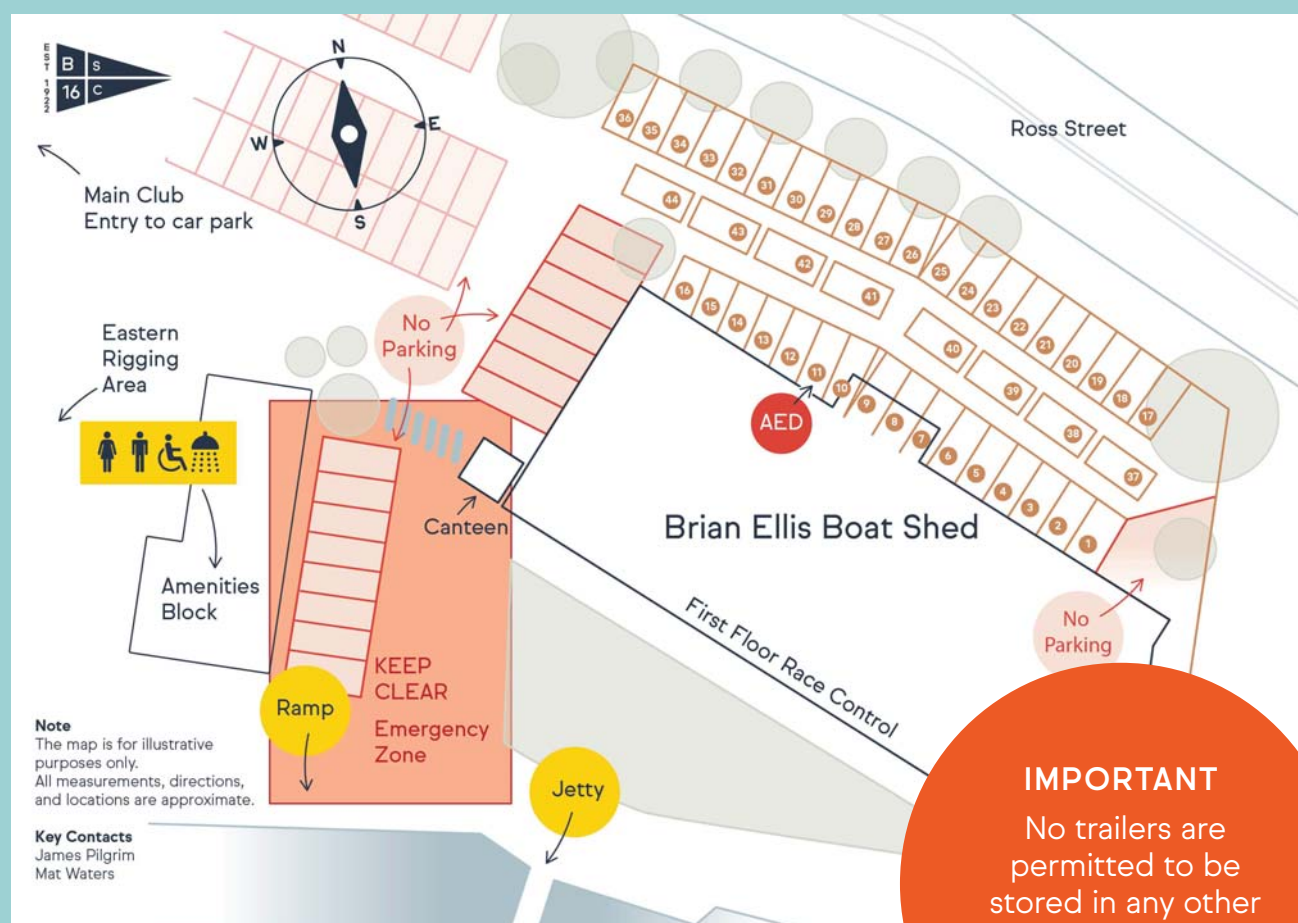 EST 1922
B S
16 C
N
E
W
S
Main Club
Entry to car park
Ross Street
36
35
34
33
32
31
30
29
28
27
26
25
24
23
22
21
20
19
18
17
44
43
42
41
40
39
38
37
16
15
14
13
12
11
10
9
8
7
6
5
4
3
2
1
No
Parking
Eastern
Rigging
Area
AED
Canteen
Brian Ellis Boat Shed
Amenities
Block
First Floor Race Control
No
Parking
KEEP
CLEAR
Emergency
Zone
Ramp
Jetty
Note
The map is for illustrative
purposes only.
All measurements, directions,
and locations are approximate.
Key Contacts
James Pilgrim
Mat Waters
IMPORTANT
No trailers are
permitted to be
stored in any other